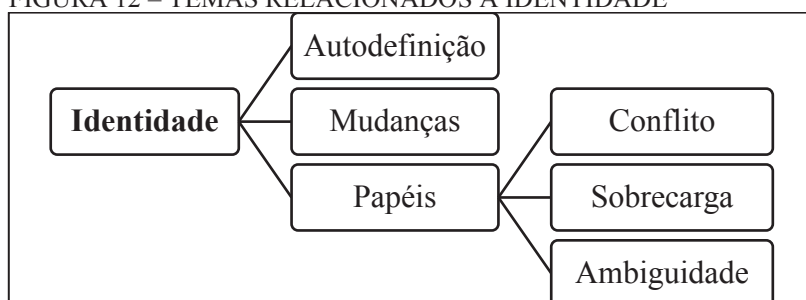 FIGURA 12 – TEMAS RELACIONADOS À IDENTIDADE
Autodefinição
Identidade
Mudanças
Conflito
Papéis
Sobrecarga
Ambiguidade